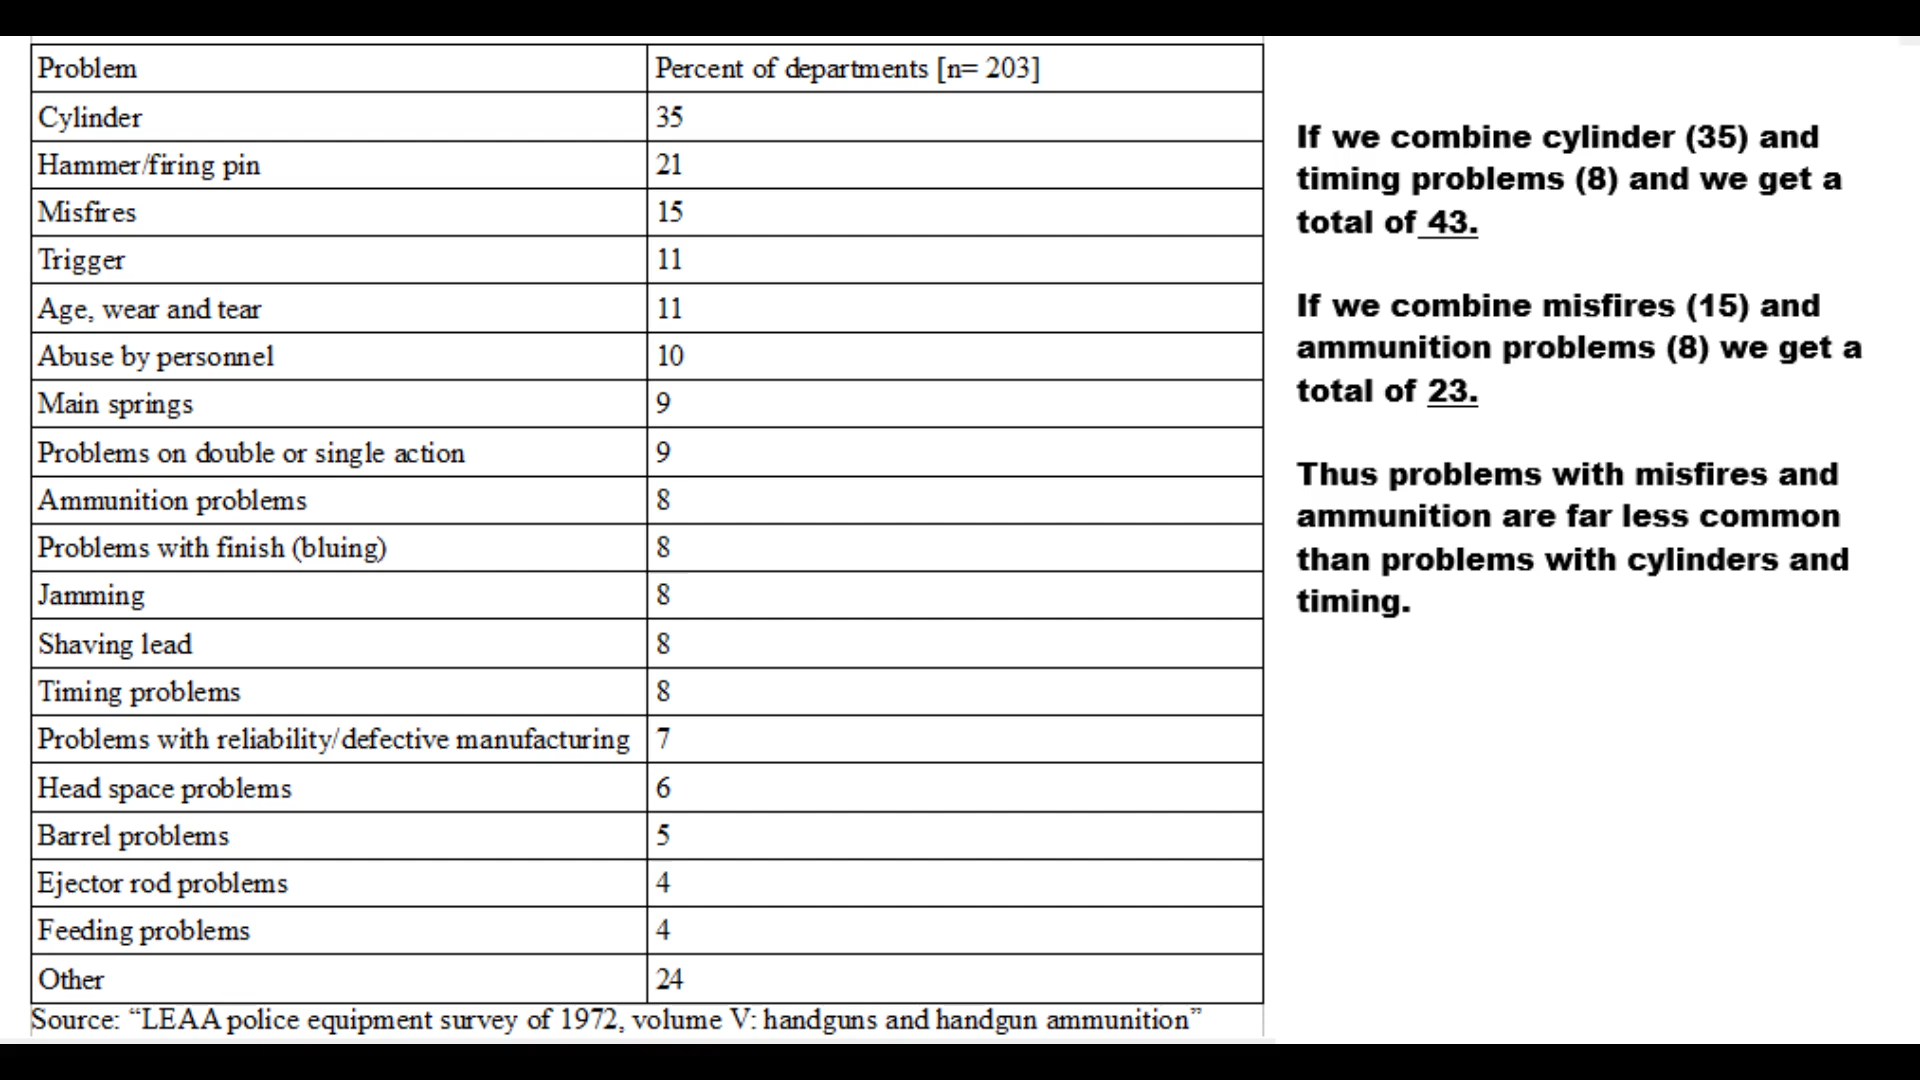 Problem Percent of departments [n= 203]
Cylinder 35
Hammer/firing pin 21
Misfires 15
Trigger 11
Age, wear and tear 11
Abuse by personnel 10
Main springs 9
Problems on double or single action 9
Ammunition problems 8
Problems with finish (bluing) 8
Jamming 8
Shaving lead 8
Timing problems 8
Problems with reliability/defective manufacturing 7
Head space problems 6
Barrel problems 5
Ejector rod problems 4
Feeding problems 4
Other 24
Source: “LEAA police equipment survey of 1972, volume V: handguns and handgun ammunition”
If we combine cylinder (35) and
timing problems (8) and we get a
total of 43.
If we combine misfires (15) and
ammunition problems (8) we get a
total of 23.
Thus problems with misfires and
ammunition are far less common
than problems with cylinders and
timing.